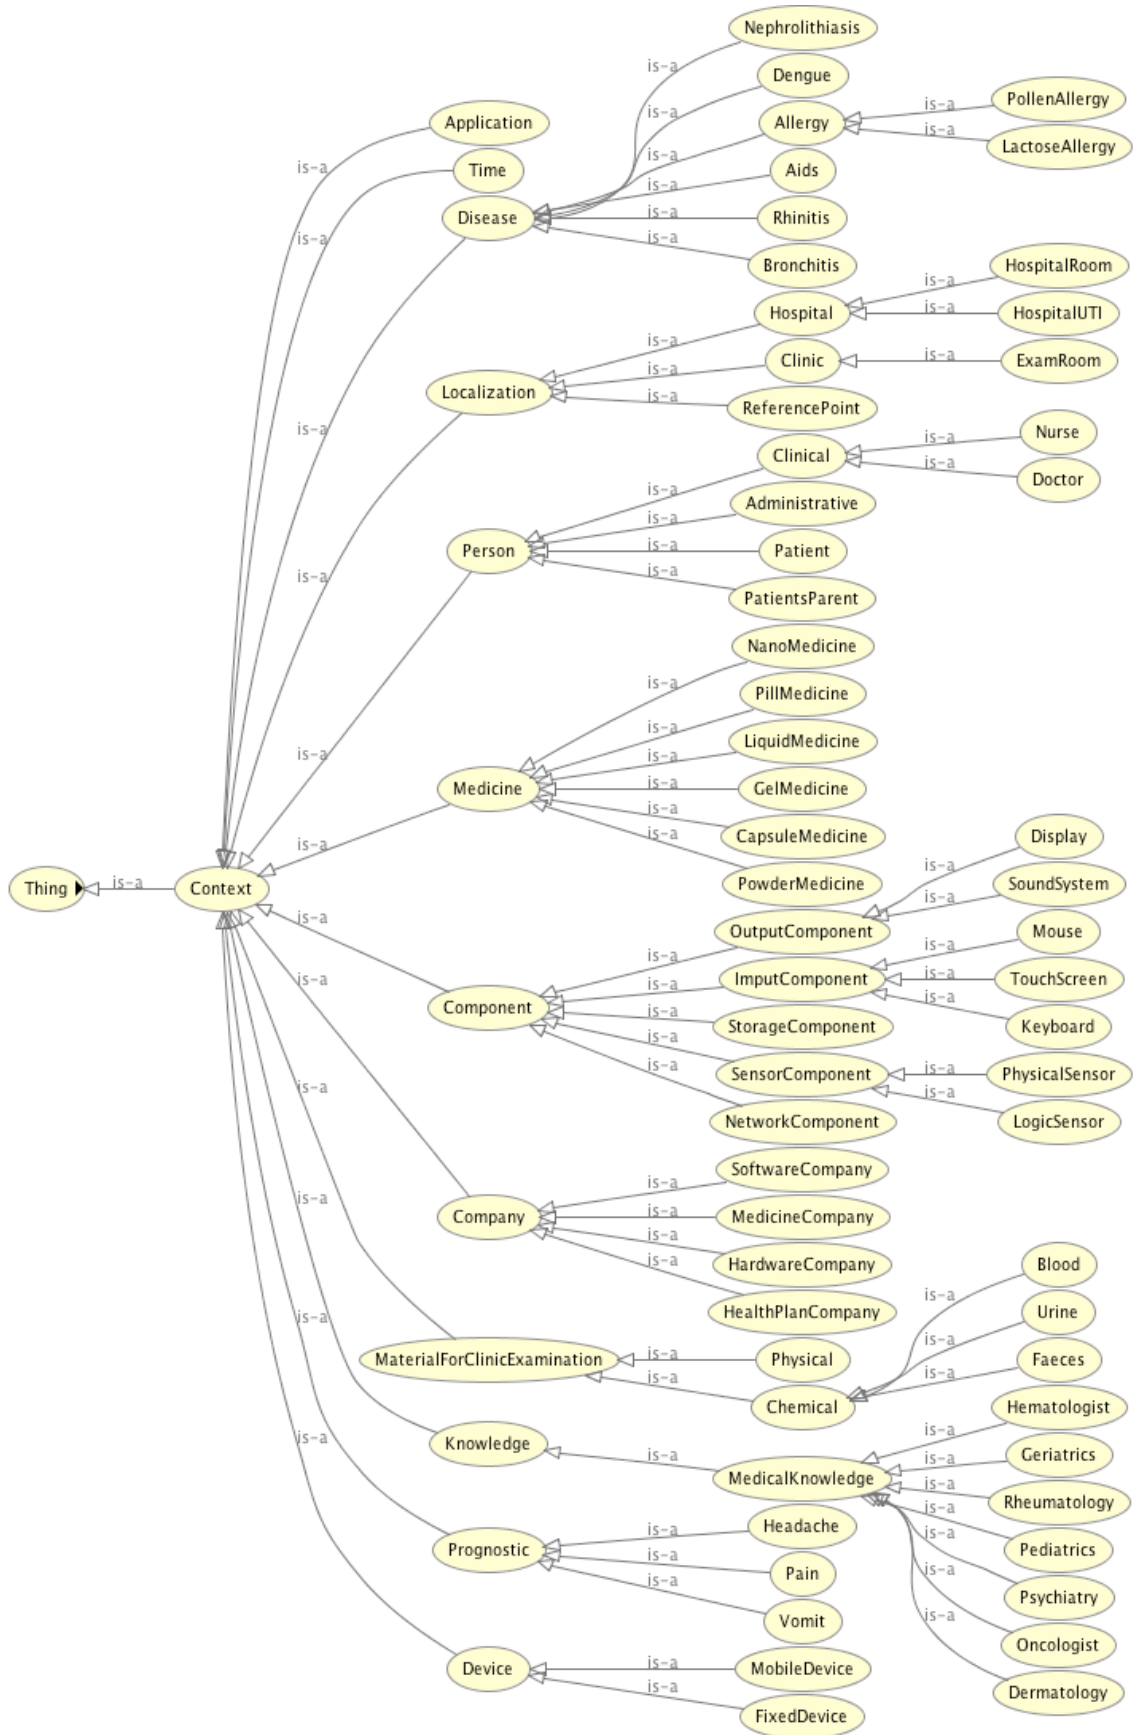 Nephrolithiasis
is-a
Dengue
Application
is-a
Allergy
is-a
PollenAllergy
is-a
LactoseAllergy
is-a
Time
is-a
Aids
is-a
Disease
is-a
Rhinitis
is-a
is-a
Bronchitis
HospitalRoom
is-a
Hospital
is-a
HospitalUTI
is-a
Clinic
is-a
ExamRoom
is-a
Localization
is-a
ReferencePoint
is-a
Clinical
is-a
Nurse
is-a
Doctor
is-a
Administrative
is-a
Person
is-a
Patient
is-a
is-a
PatientsParent
NanoMedicine
is-a
PillMedicine
is-a
LiquidMedicine
is-a
is-a
Medicine
is-a
GelMedicine
is-a
CapsuleMedicine
is-a
is-a
PowderMedicine
Display
is-a
SoundSystem
is-a
Thing
is-a
Context
is-a
OutputComponent
is-a
Mouse
is-a
is-a
ImputComponent
is-a
TouchScreen
is-a
Component
is-a
StorageComponent
is-a
Keyboard
is-a
SensorComponent
is-a
PhysicalSensor
is-a
is-a
NetworkComponent
LogicSensor
SoftwareCompany
is-a
is-a
Company
is-a
MedicineCompany
is-a
HardwareCompany
is-a
HealthPlanCompany
Blood
is-a
Urine
is-a
is-a
MaterialForClinicExamination
is-a
Physical
is-a
Chemical
Faeces
is-a
Hematologist
is-a
is-a
Knowledge
is-a
MedicalKnowledge
Geriatrics
is-a
Rheumatology
is-a
Headache
is-a
Pediatrics
is-a
Prognostic
is-a
Pain
is-a
Vomit
Psychiatry
is-a
Oncologist
is-a
Device
is-a
MobileDevice
is-a
FixedDevice
Dermatology